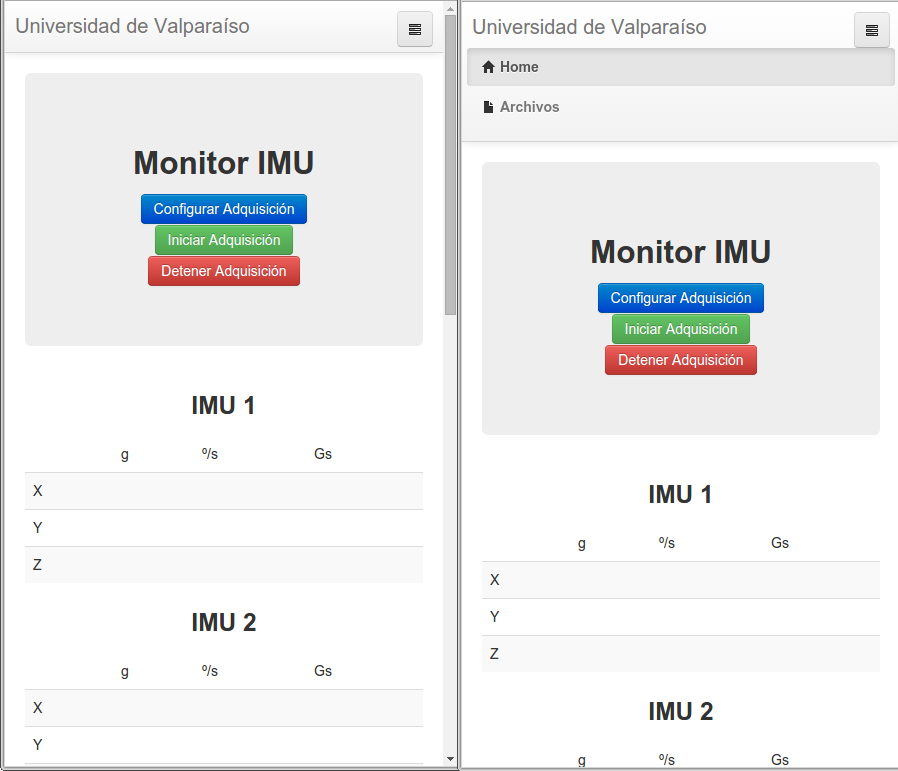 Universidad de Valparaíso
Monitor IMU
Configurar Adquisición
Iniciar Adquisición
Detener Adquisición
IMU 1
g º/s Gs
X
Y
Z
IMU 2
g º/s Gs
X
Y
Universidad de Valparaíso
Home
Archivos
Monitor IMU
Configurar Adquisición
Iniciar Adquisición
Detener Adquisición
IMU 1
g º/s Gs
X
Y
Z
IMU 2
g º/s Gs